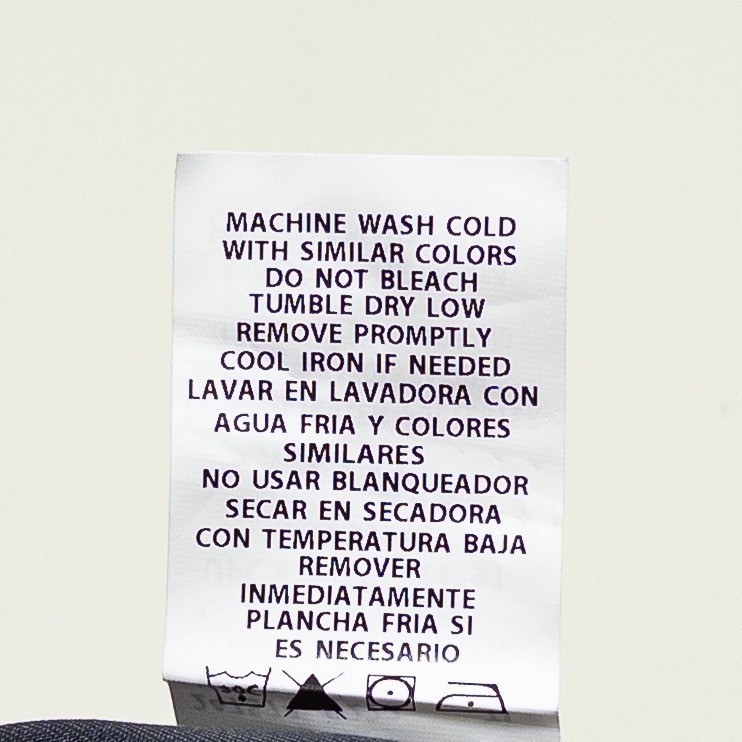 MACHINE WASH COLD
WITH SIMILAR COLORS
DO NOT BLEACH
TUMBLE DRY LOW
REMOVE PROMPTLY
COOL IRON IF NEEDED
LAVAR EN LAVADORA CON
AGUA FRIA Y COLORES
SIMILARES
NO USAR BLANQUEADOR
SECAR EN SECADORA
CON TEMPERATURA BAJA
REMOVER
INMEDIATAMENTE
PLANCHA FRIA SI
ES NECESARIO